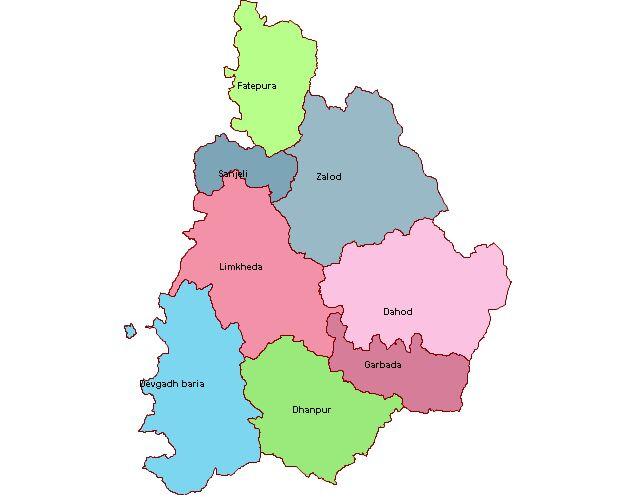 Fatepura
Sanjeli
Zalod
Limkheda
Dahod
Garbada
Devgadh baria
Dhanpur